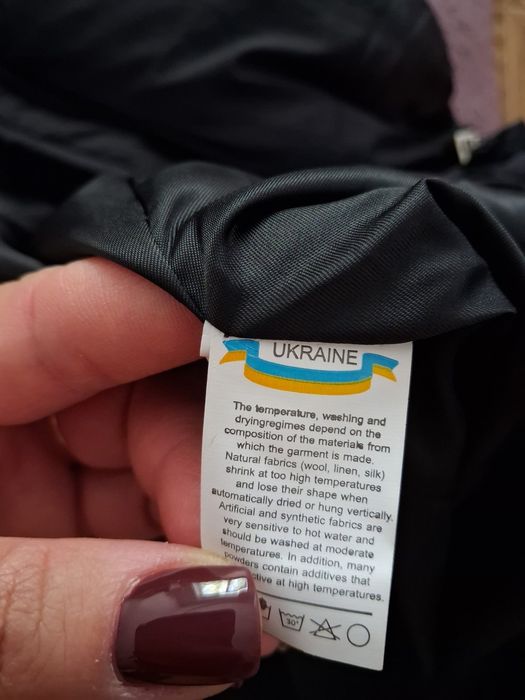 UKRAINE
The temperature, washing and
dryingregimes depend on the
composition of the materials from
which the garment is made.
Natural fabrics (wool, linen, silk)
shrink at too high temperatures
and lose their shape when
automatically dried or hung vertically.
Artificial and synthetic fabrics are
very sensitive to hot water and
should be washed at moderate
temperatures. In addition, many
powders contain additives that
at high temperatures.
30°